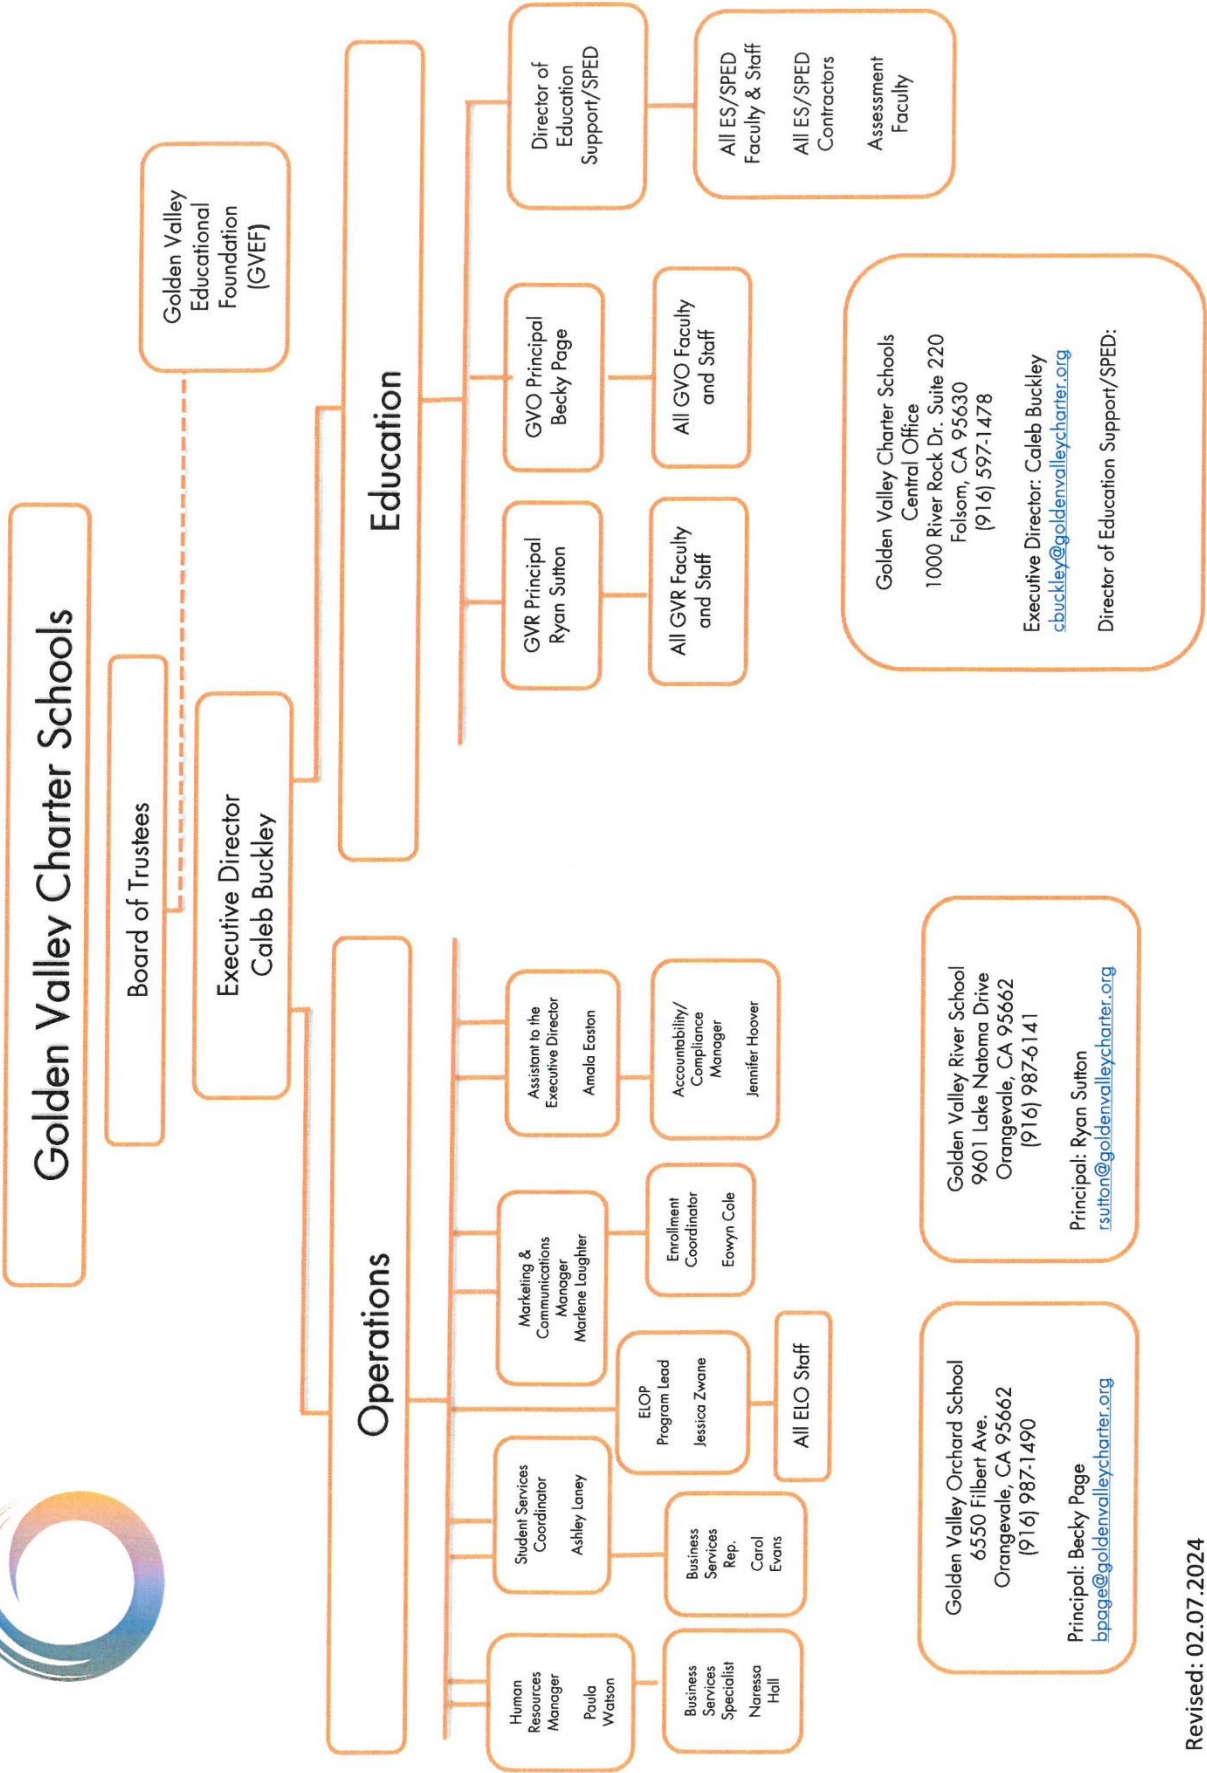 Golden Valley Charter Schools
Board of Trustees
Golden Valley
Educational
Foundation
(GVEF)
Executive Director
Caleb Buckley
Operations
Education
Human
Resources
Manager
Paula
Watson
Business
Services
Specialist
Naressa
Hall
Student Services
Coordinator
Ashley Laney
Business
Services
Rep.
Carol
Evans
ELOP
Program Lead
Jessica Zwane
All ELO Staff
Marketing &
Communications
Manager
Marlene Laughter
Enrollment
Coordinator
Eowyn Cole
Assistant to the
Executive Director
Amala Easton
Accountability/
Compliance
Manager
Jennifer Hoover
GVR Principal
Ryan Sutton
All GVR Faculty
and Staff
GVO Principal
Becky Page
All GVO Faculty
and Staff
Director of
Education
Support/SPED
All ES/SPED
Faculty & Staff
All ES/SPED
Contractors
Assessment
Faculty
Golden Valley Orchard School
6550 Filbert Ave.
Orangevale, CA 95662
(916) 987-1490
Principal: Becky Page
bpage@goldenvalleycharter.org
Golden Valley River School
9601 Lake Natoma Drive
Orangevale, CA 95662
(916) 987-6141
Principal: Ryan Sutton
rsutton@goldenvalleycharter.org
Golden Valley Charter Schools
Central Office
1000 River Rock Dr. Suite 220
Folsom, CA 95630
(916) 597-1478
Executive Director: Caleb Buckley
cbuckley@goldenvalleycharter.org
Director of Education Support/SPED:
Revised: 02.07.2024